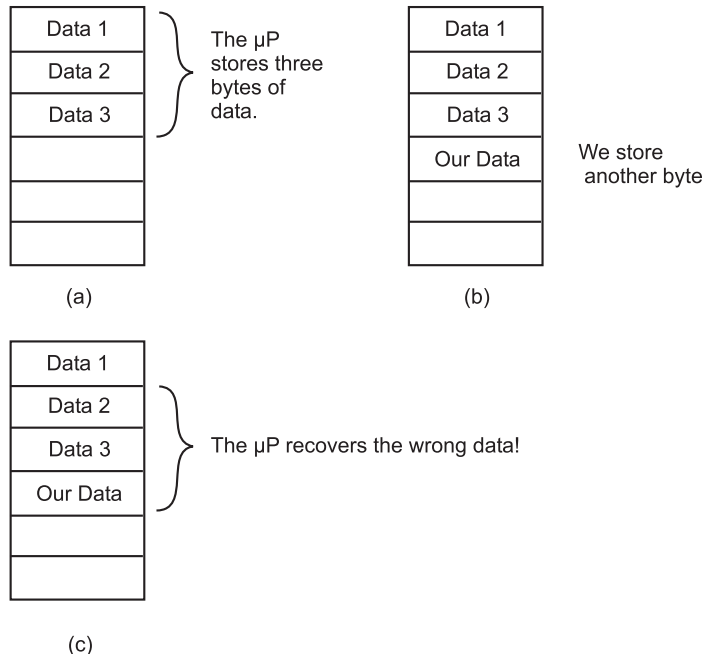 Data 1
Data 2
Data 3
The µP
stores three
bytes of
data.
(a)
Data 1
Data 2
Data 3
Our Data
We store
another byte
(b)
Data 1
Data 2
Data 3
Our Data
The µP recovers the wrong data!
(c)